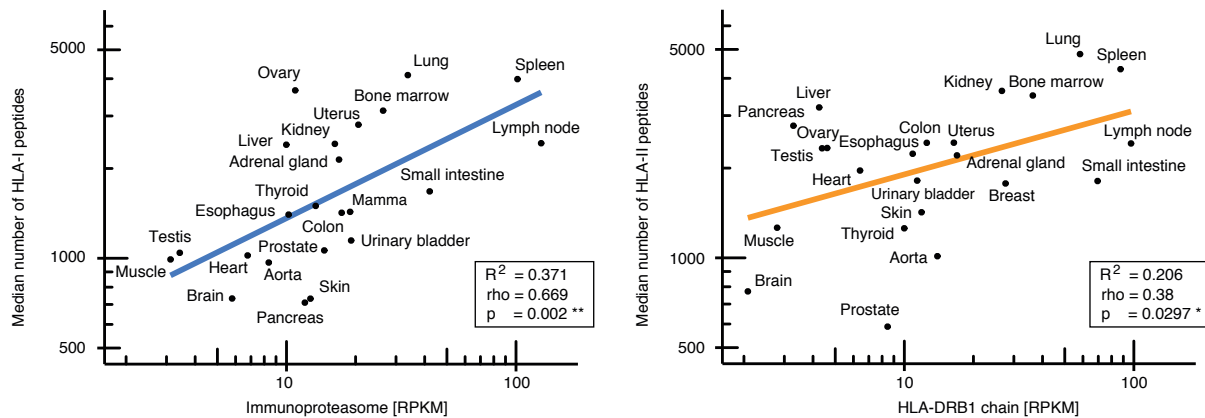 Median number of HLA-I peptides
5000
1000
500
Ovary
Lung
Spleen
Bone marrow
Uterus
Kidney
Liver
Lymph node
Adrenal gland
Small intestine
Thyroid
Mamma
Esophagus
Colon
Testis
Prostate
Urinary bladder
Muscle
Heart
Aorta
Brain
Skin
Pancreas
R² = 0.371
rho = 0.669
p = 0.002 **
10
100
Immunoproteasome [RPKM]
Median number of HLA-II peptides
5000
1000
500
Lung
Spleen
Kidney
Bone marrow
Liver
Pancreas
Ovary
Esophagus
Colon
Uterus
Lymph node
Testis
Adrenal gland
Heart
Urinary bladder
Breast
Skin
Muscle
Thyroid
Aorta
Brain
Prostate
R² = 0.206
rho = 0.38
p = 0.0297 *
10
100
HLA-DRB1 chain [RPKM]